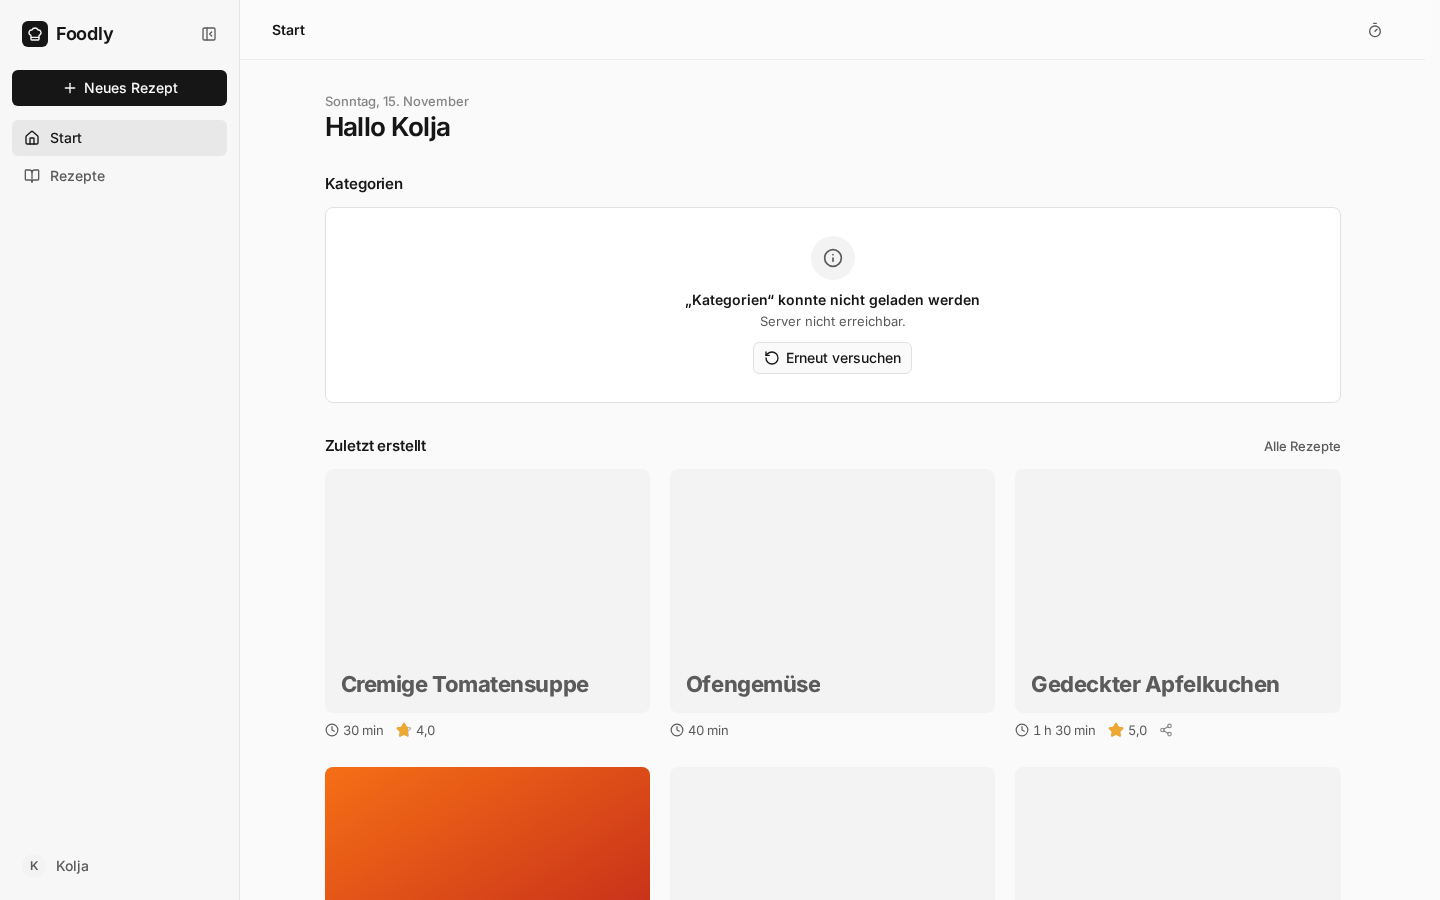 Foodly
Neues Rezept
Start
Rezepte
K Kolja
Start
Sonntag, 15. November
Hallo Kolja
Kategorien
„Kategorien“ konnte nicht geladen werden
Server nicht erreichbar.
Erneut versuchen
Zuletzt erstellt
Alle Rezepte
Cremige Tomatensuppe
30 min 4,0
Ofengemüse
40 min
Gedeckter Apfelkuchen
1 h 30 min 5,0